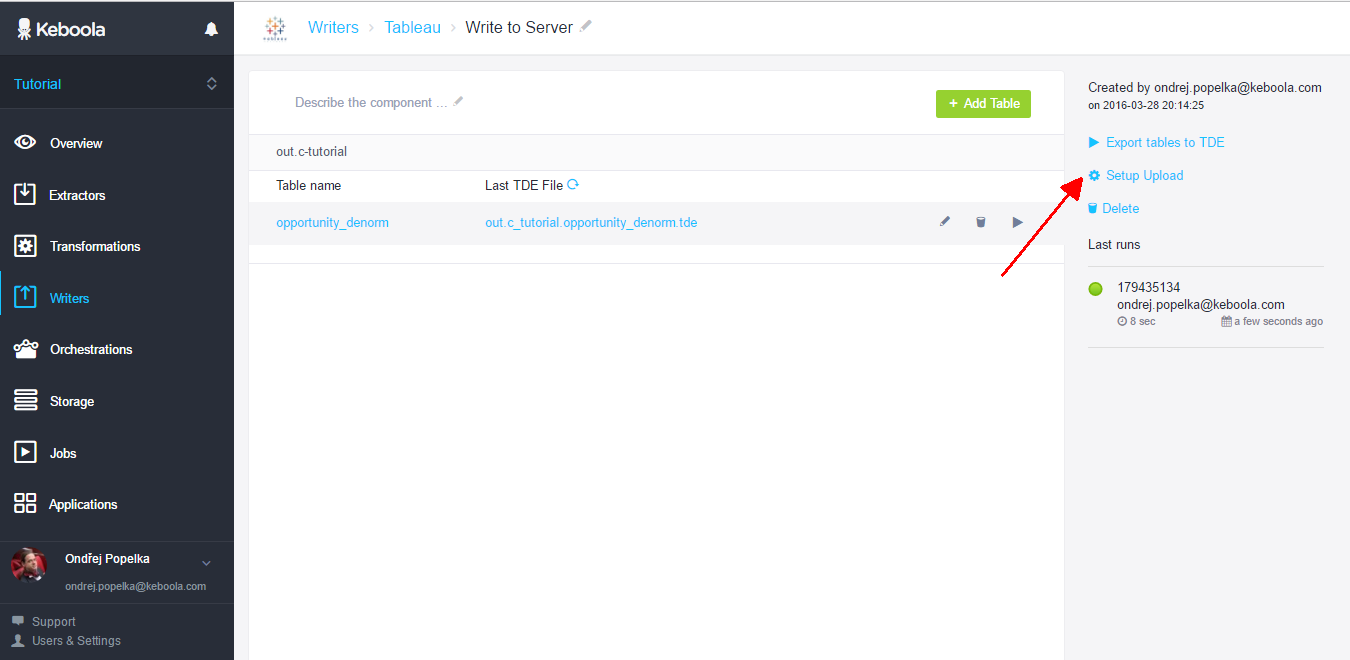 Keboola
Tutorial
Overview
Extractors
Transformations
Writers
Orchestrations
Storage
Jobs
Applications
Ondřej Popelka
ondrej.popelka@keboola.com
Support
Users & Settings
Writers > Tableau > Write to Server
Describe the component ...
+ Add Table
out.c-tutorial
Table name Last TDE File
opportunity_denorm out.c_tutorial.opportunity_denorm.tde
Created by ondrej.popelka@keboola.com
on 2016-03-28 20:14:25
Export tables to TDE
Setup Upload
Delete
Last runs
179435134
ondrej.popelka@keboola.com
8 sec a few seconds ago